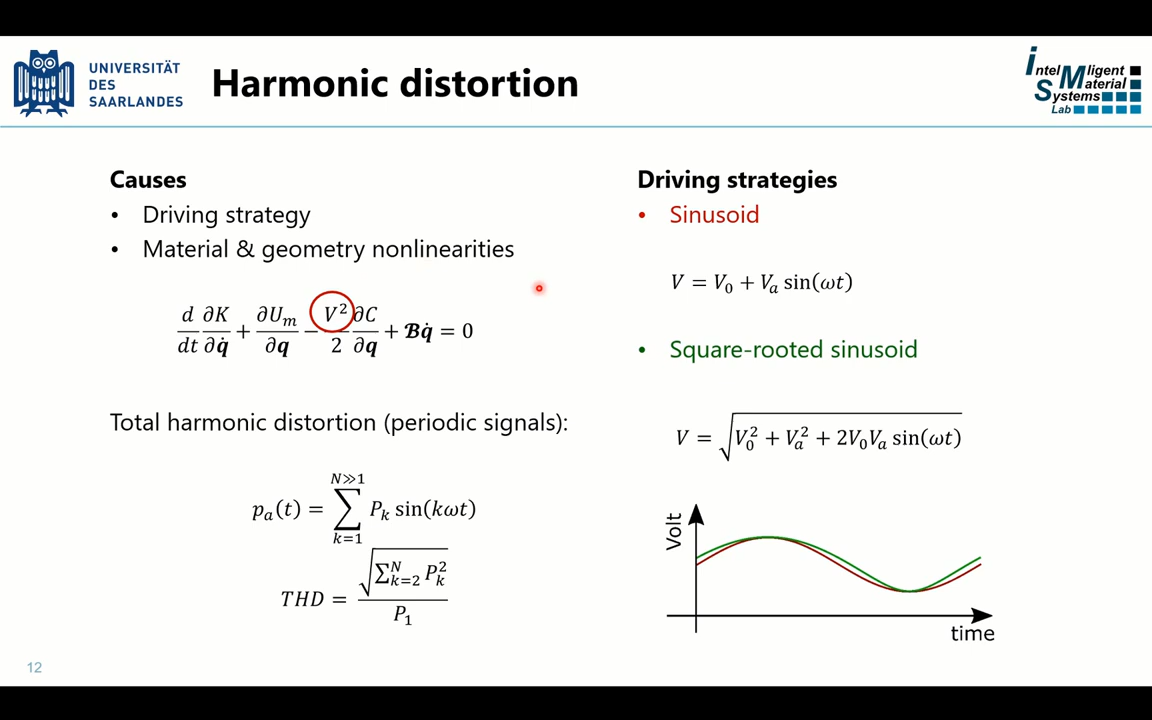 UNIVERSITÄT
DES
SAARLANDES
Harmonic distortion
Intelligent
Material
Systems
Lab
Causes
• Driving strategy
• Material & geometry nonlinearities
d/dt ∂K/∂q̇ + ∂U_m/∂q − V²/2 ∂C/∂q + ℬq̇ = 0
Total harmonic distortion (periodic signals):
p_a(t) = ∑_{k=1}^{N≫1} P_k sin(kωt)
THD = √(∑_{k=2}^{N} P_k²) / P_1
Driving strategies
• Sinusoid
V = V_0 + V_a sin(ωt)
• Square-rooted sinusoid
V = √(V_0² + V_a² + 2V_0V_a sin(ωt))
Volt
time
12